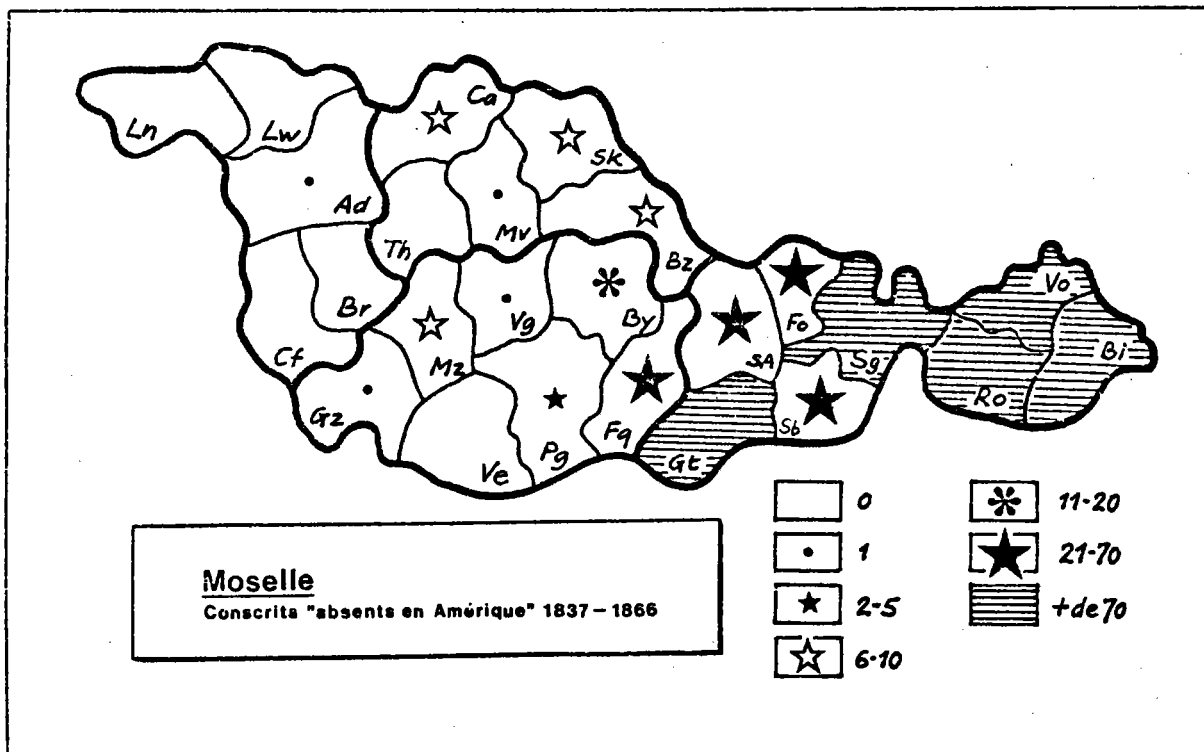 Ln
Lw
Ca
Sk
Ad
Th
Mv
Bz
Br
Vg
By
Fo
Vo
Cf
Mz
SA
Sg
Bi
Gz
Ve
Pg
Fq
Gt
Sb
Ro
0
1
2-5
6-10
11-20
21-70
+de 70
Moselle
Conscrits "absents en Amérique" 1837-1866